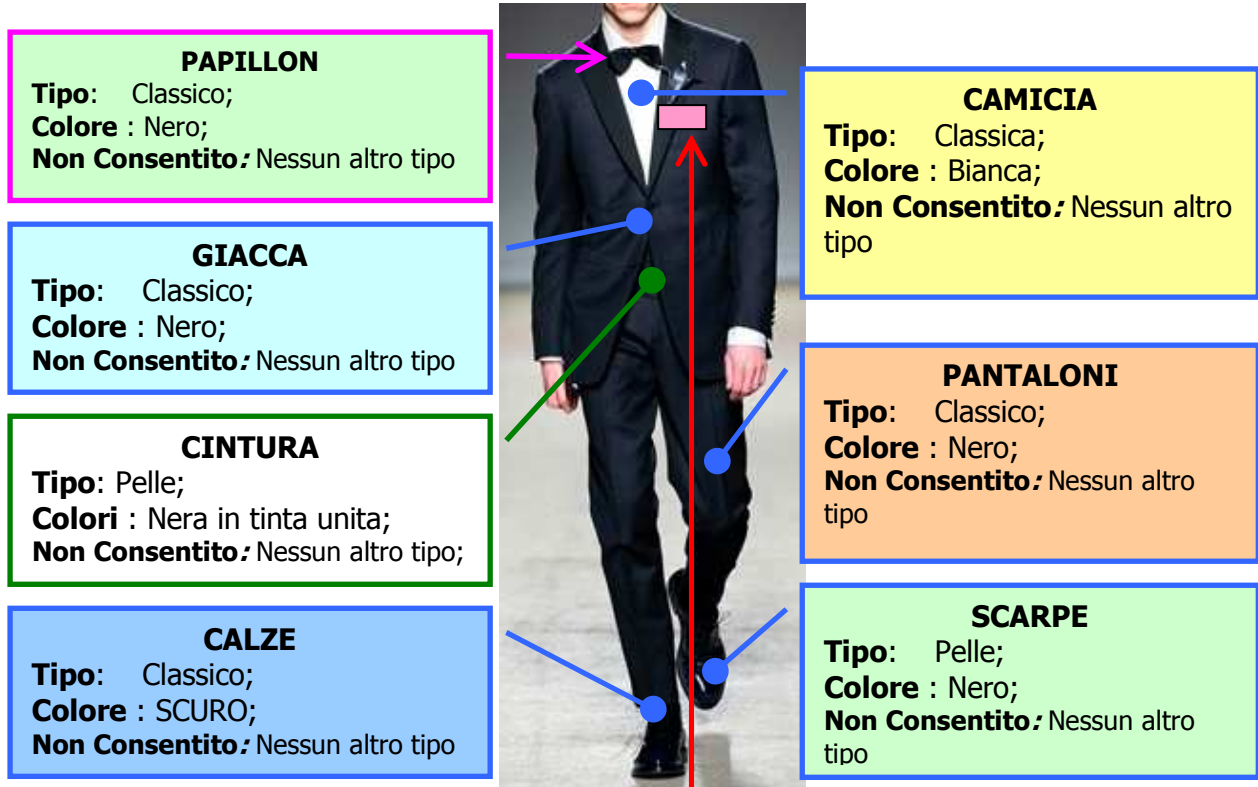 PAPILLON
Tipo: Classico;
Colore : Nero;
Non Consentito: Nessun altro tipo
GIACCA
Tipo: Classico;
Colore : Nero;
Non Consentito: Nessun altro tipo
CINTURA
Tipo: Pelle;
Colori : Nera in tinta unita;
Non Consentito: Nessun altro tipo;
CALZE
Tipo: Classico;
Colore : SCURO;
Non Consentito: Nessun altro tipo
CAMICIA
Tipo: Classica;
Colore : Bianca;
Non Consentito: Nessun altro
tipo
PANTALONI
Tipo: Classico;
Colore : Nero;
Non Consentito: Nessun altro
tipo
SCARPE
Tipo: Pelle;
Colore : Nero;
Non Consentito: Nessun altro
tipo